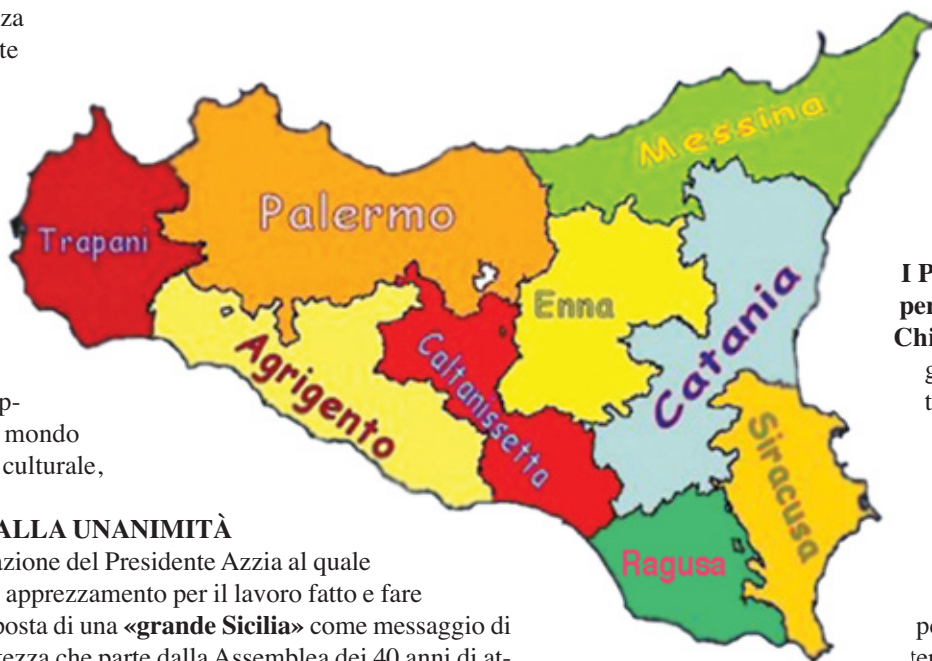 za
te
p-
mondo
culturale,
ALLA UNANIMITÀ
azione del Presidente Azzia al quale
apprezzamento per il lavoro fatto e fare
posta di una «grande Sicilia» come messaggio di
tezza che parte dalla Assemblea dei 40 anni di at-
Messina
Palermo
Trapani
Enna
Catania
Agrigento
Caltanissetta
Siracusa
Ragusa
I P
per
Chi
g
t
po
ter